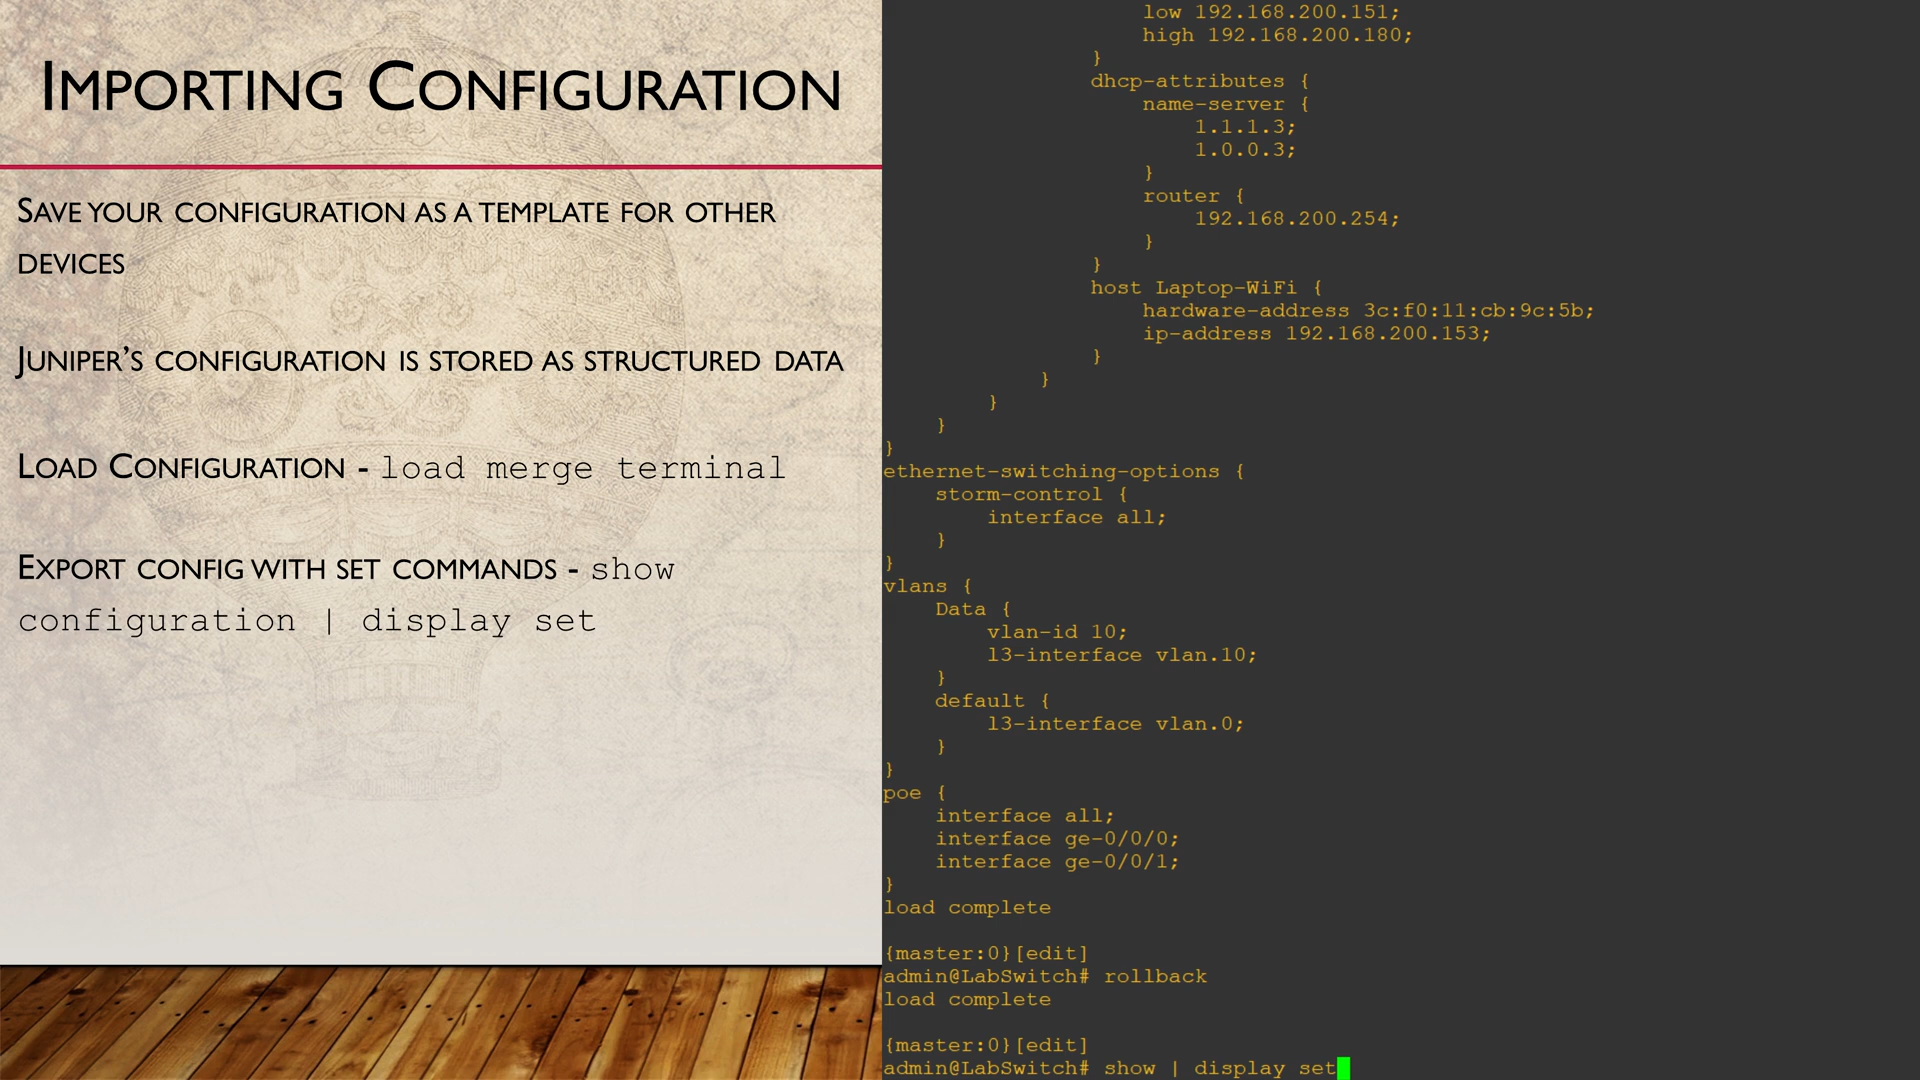 IMPORTING CONFIGURATION
SAVE YOUR CONFIGURATION AS A TEMPLATE FOR OTHER
DEVICES
JUNIPER’S CONFIGURATION IS STORED AS STRUCTURED DATA
LOAD CONFIGURATION - load merge terminal
EXPORT CONFIG WITH SET COMMANDS - show
configuration | display set
low 192.168.200.151;
high 192.168.200.180;
}
dhcp-attributes {
name-server {
1.1.1.3;
1.0.0.3;
}
router {
192.168.200.254;
}
}
host Laptop-WiFi {
hardware-address 3c:f0:11:cb:9c:5b;
ip-address 192.168.200.153;
}
}
}
}
}
ethernet-switching-options {
storm-control {
interface all;
}
}
vlans {
Data {
vlan-id 10;
l3-interface vlan.10;
}
default {
l3-interface vlan.0;
}
}
poe {
interface all;
interface ge-0/0/0;
interface ge-0/0/1;
}
load complete
{master:0}[edit]
admin@LabSwitch# rollback
load complete
{master:0}[edit]
admin@LabSwitch# show | display set